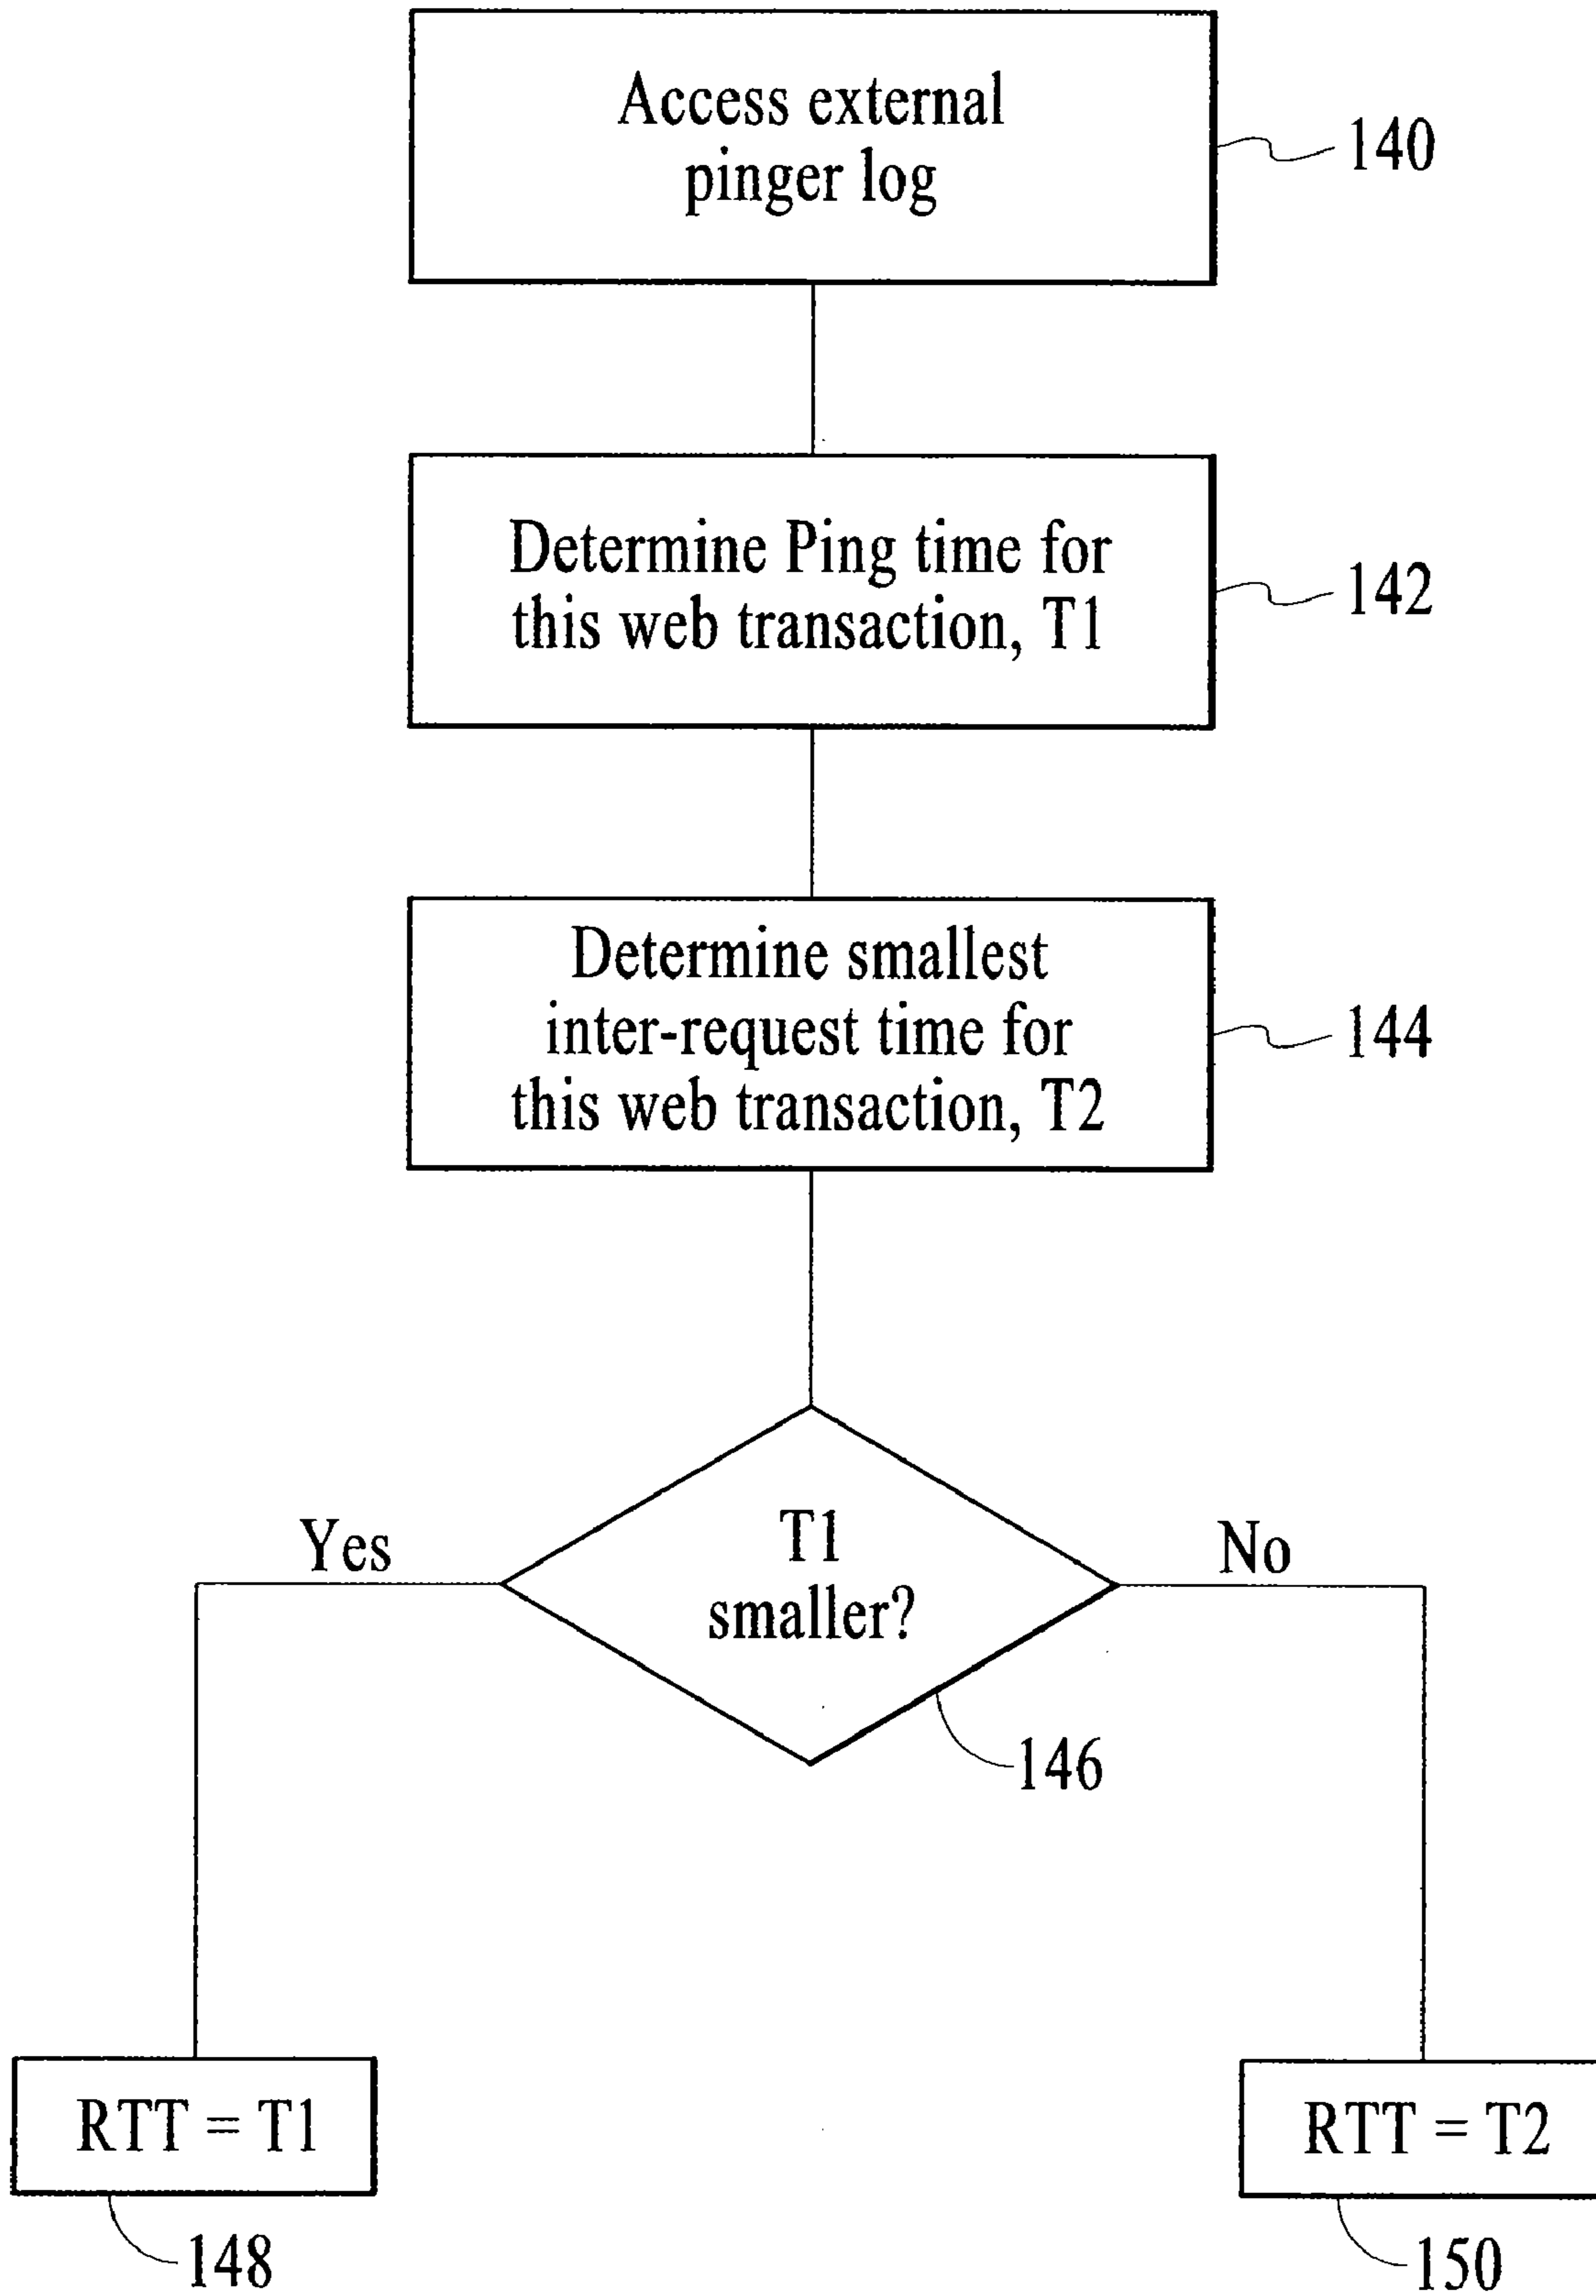 Access external
pinger log
140
Determine Ping time for
this web transaction, T1
142
Determine smallest
inter-request time for
this web transaction, T2
144
T1
smaller?
Yes
No
146
RTT = T1
RTT = T2
148
150